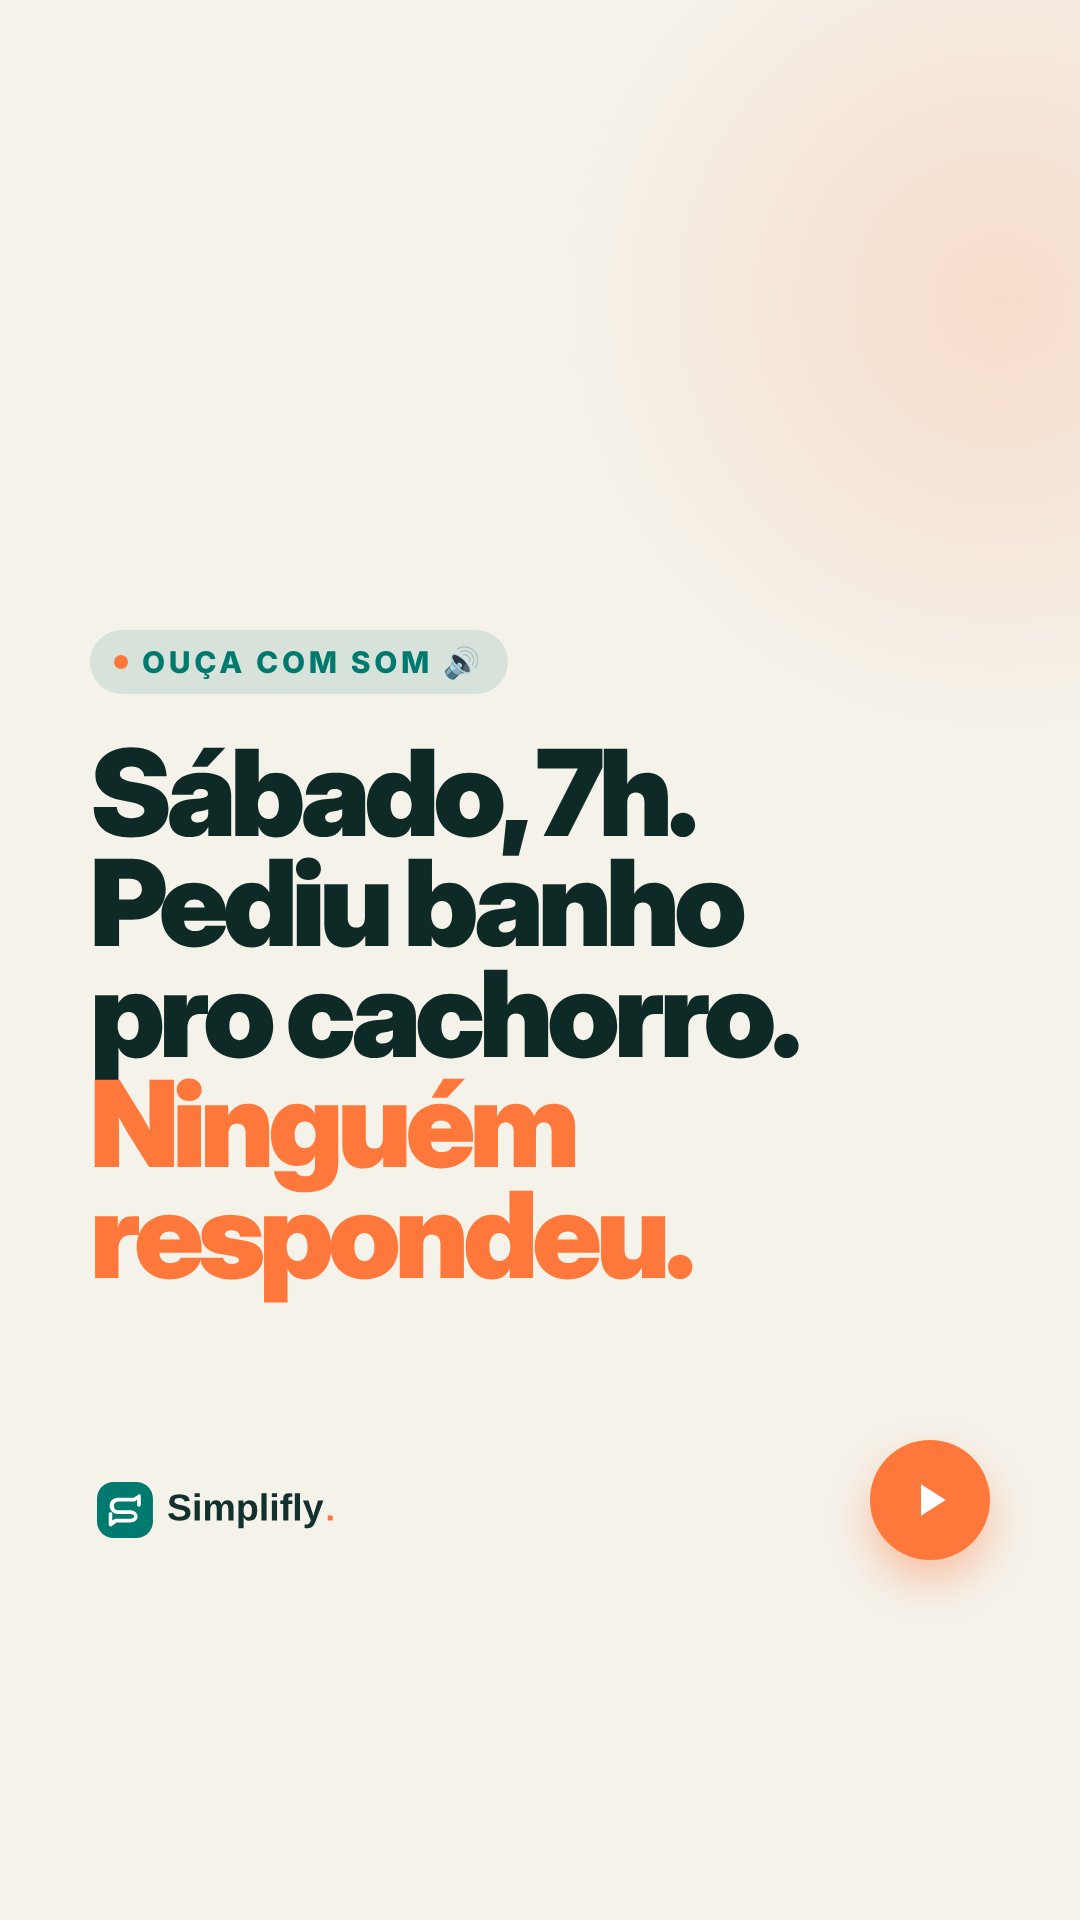 OUÇA COM SOM 🔊
Sábado, 7h.
Pediu banho
pro cachorro.
Ninguém
respondeu.
Simplifly.